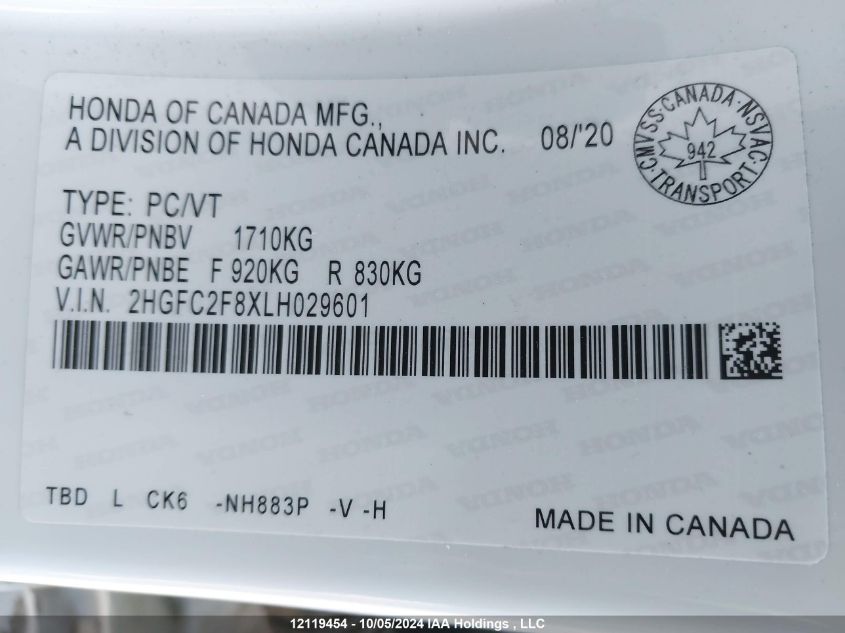 HONDA OF CANADA MFG.,
A DIVISION OF HONDA CANADA INC. 08/'20
CMVSS·CANADA·NSVAC·TRANSPORT·
942
TYPE: PC/VT
GVWR/PNBV 1710KG
GAWR/PNBE F 920KG R 830KG
V.I.N. 2HGFC2F8XLH029601
TBD L CK6 -NH883P -V -H
MADE IN CANADA
12119454 - 10/05/2024 IAA Holdings , LLC